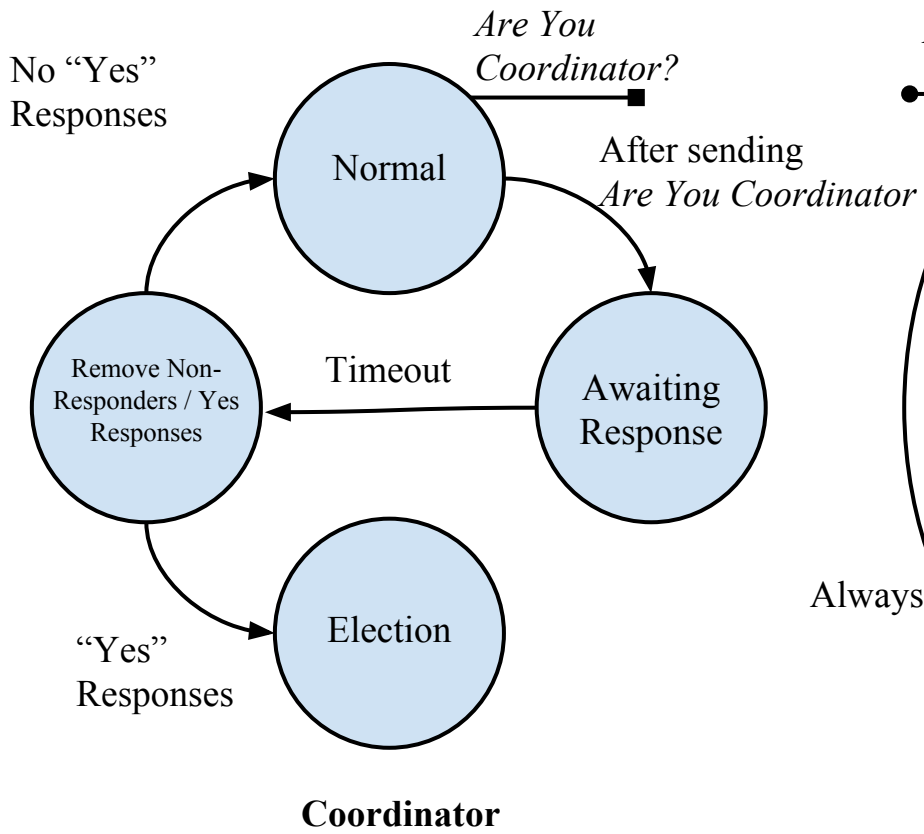 Are You
Coordinator?
No “Yes”
Responses
Normal
After sending
Are You Coordinator
Remove Non-
Responders / Yes
Responses
Timeout
Awaiting
Response
Always
Election
“Yes”
Responses
Coordinator